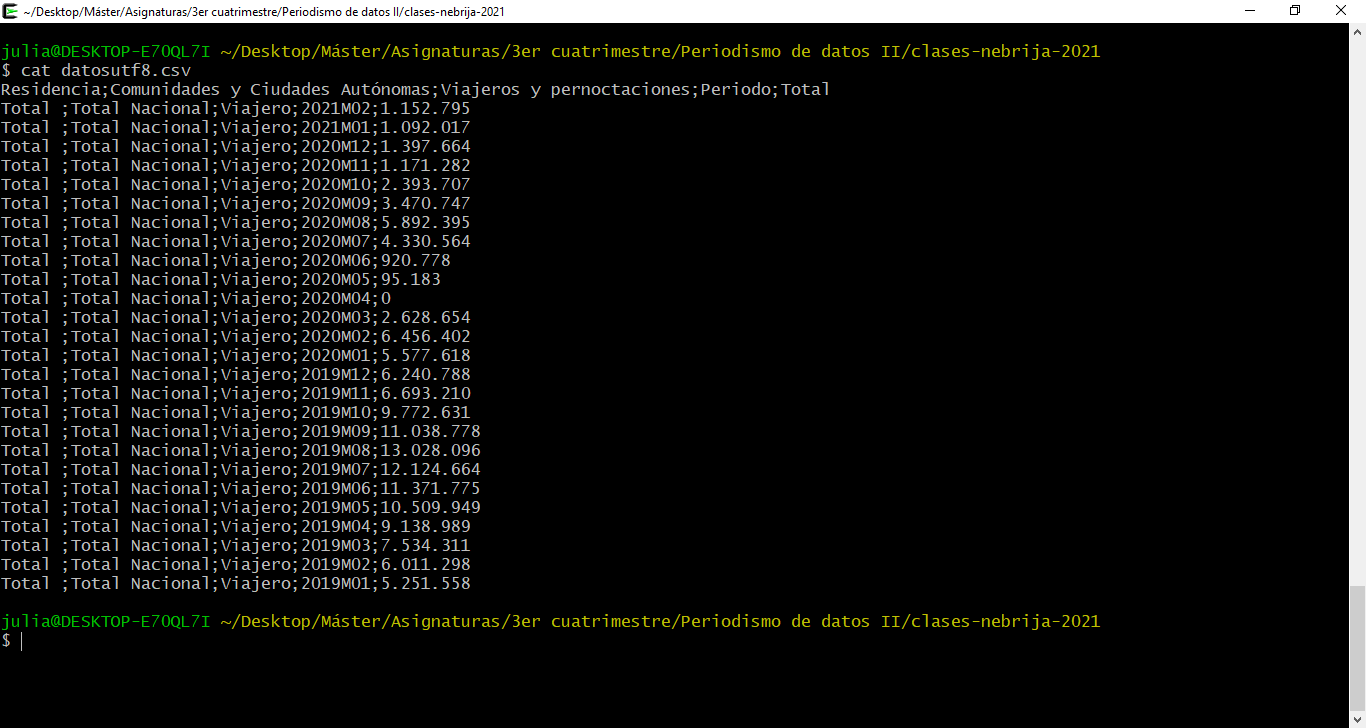 ~/Desktop/Máster/Asignaturas/3er cuatrimestre/Periodismo de datos II/clases-nebrija-2021
julia@DESKTOP-E70QL7I ~/Desktop/Máster/Asignaturas/3er cuatrimestre/Periodismo de datos II/clases-nebrija-2021
$ cat datosutf8.csv
Residencia;Comunidades y Ciudades Autónomas;Viajeros y pernoctaciones;Periodo;Total
Total ;Total Nacional;Viajero;2021M02;1.152.795
Total ;Total Nacional;Viajero;2021M01;1.092.017
Total ;Total Nacional;Viajero;2020M12;1.397.664
Total ;Total Nacional;Viajero;2020M11;1.171.282
Total ;Total Nacional;Viajero;2020M10;2.393.707
Total ;Total Nacional;Viajero;2020M09;3.470.747
Total ;Total Nacional;Viajero;2020M08;5.892.395
Total ;Total Nacional;Viajero;2020M07;4.330.564
Total ;Total Nacional;Viajero;2020M06;920.778
Total ;Total Nacional;Viajero;2020M05;95.183
Total ;Total Nacional;Viajero;2020M04;0
Total ;Total Nacional;Viajero;2020M03;2.628.654
Total ;Total Nacional;Viajero;2020M02;6.456.402
Total ;Total Nacional;Viajero;2020M01;5.577.618
Total ;Total Nacional;Viajero;2019M12;6.240.788
Total ;Total Nacional;Viajero;2019M11;6.693.210
Total ;Total Nacional;Viajero;2019M10;9.772.631
Total ;Total Nacional;Viajero;2019M09;11.038.778
Total ;Total Nacional;Viajero;2019M08;13.028.096
Total ;Total Nacional;Viajero;2019M07;12.124.664
Total ;Total Nacional;Viajero;2019M06;11.371.775
Total ;Total Nacional;Viajero;2019M05;10.509.949
Total ;Total Nacional;Viajero;2019M04;9.138.989
Total ;Total Nacional;Viajero;2019M03;7.534.311
Total ;Total Nacional;Viajero;2019M02;6.011.298
Total ;Total Nacional;Viajero;2019M01;5.251.558
julia@DESKTOP-E70QL7I ~/Desktop/Máster/Asignaturas/3er cuatrimestre/Periodismo de datos II/clases-nebrija-2021
$